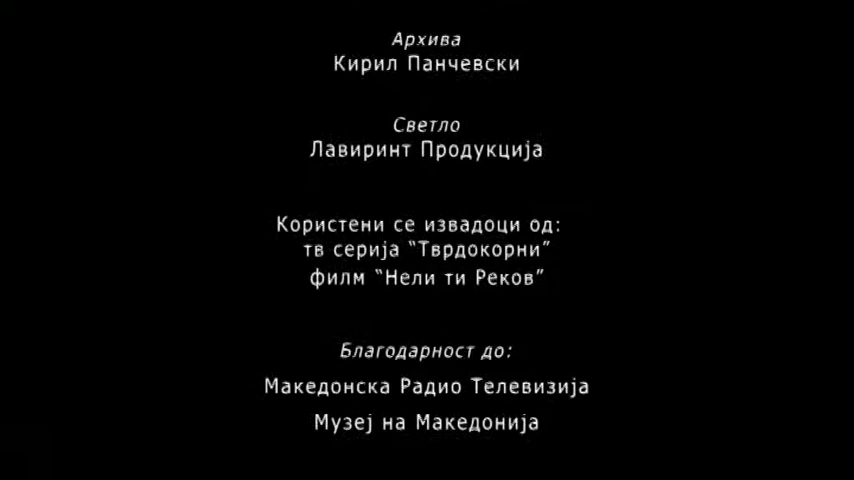 Архива
Кирил Панчевски
Светло
Лавиринт Продукција
Користени се извадоци од:
тв серија “Тврдокорни”
филм “Нели ти Реков”
Благодарност до:
Македонска Радио Телевизија
Музеј на Македонија